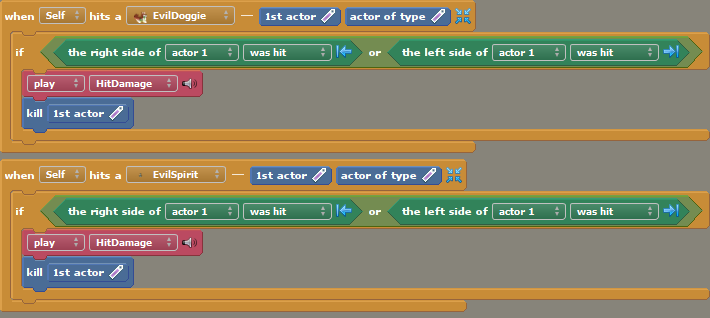 when Self hits a EvilDoggie — 1st actor actor of type
if the right side of actor 1 was hit or the left side of actor 1 was hit
play HitDamage
kill 1st actor
when Self hits a EvilSpirit — 1st actor actor of type
if the right side of actor 1 was hit or the left side of actor 1 was hit
play HitDamage
kill 1st actor